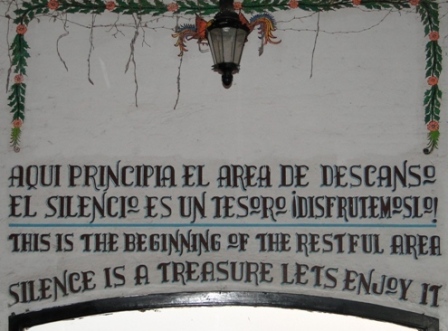 AQUI PRINCIPIA EL AREA DE DESCANSO
EL SILENCIO ES UN TESORO ¡DISFRUTEMOSLO!
THIS IS THE BEGINNING OF THE RESTFUL AREA
SILENCE IS A TREASURE LETS ENJOY IT